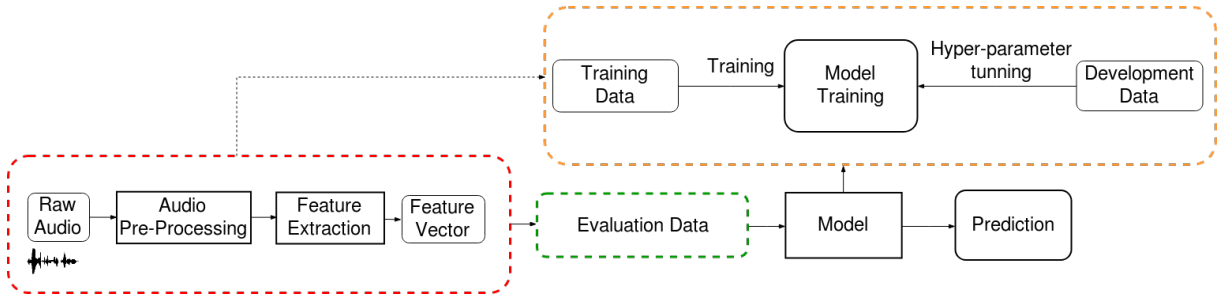 Training
Data
Training
Model
Training
Hyper-parameter
tunning
Development
Data
Raw
Audio
Audio
Pre-Processing
Feature
Extraction
Feature
Vector
Evaluation Data
Model
Prediction